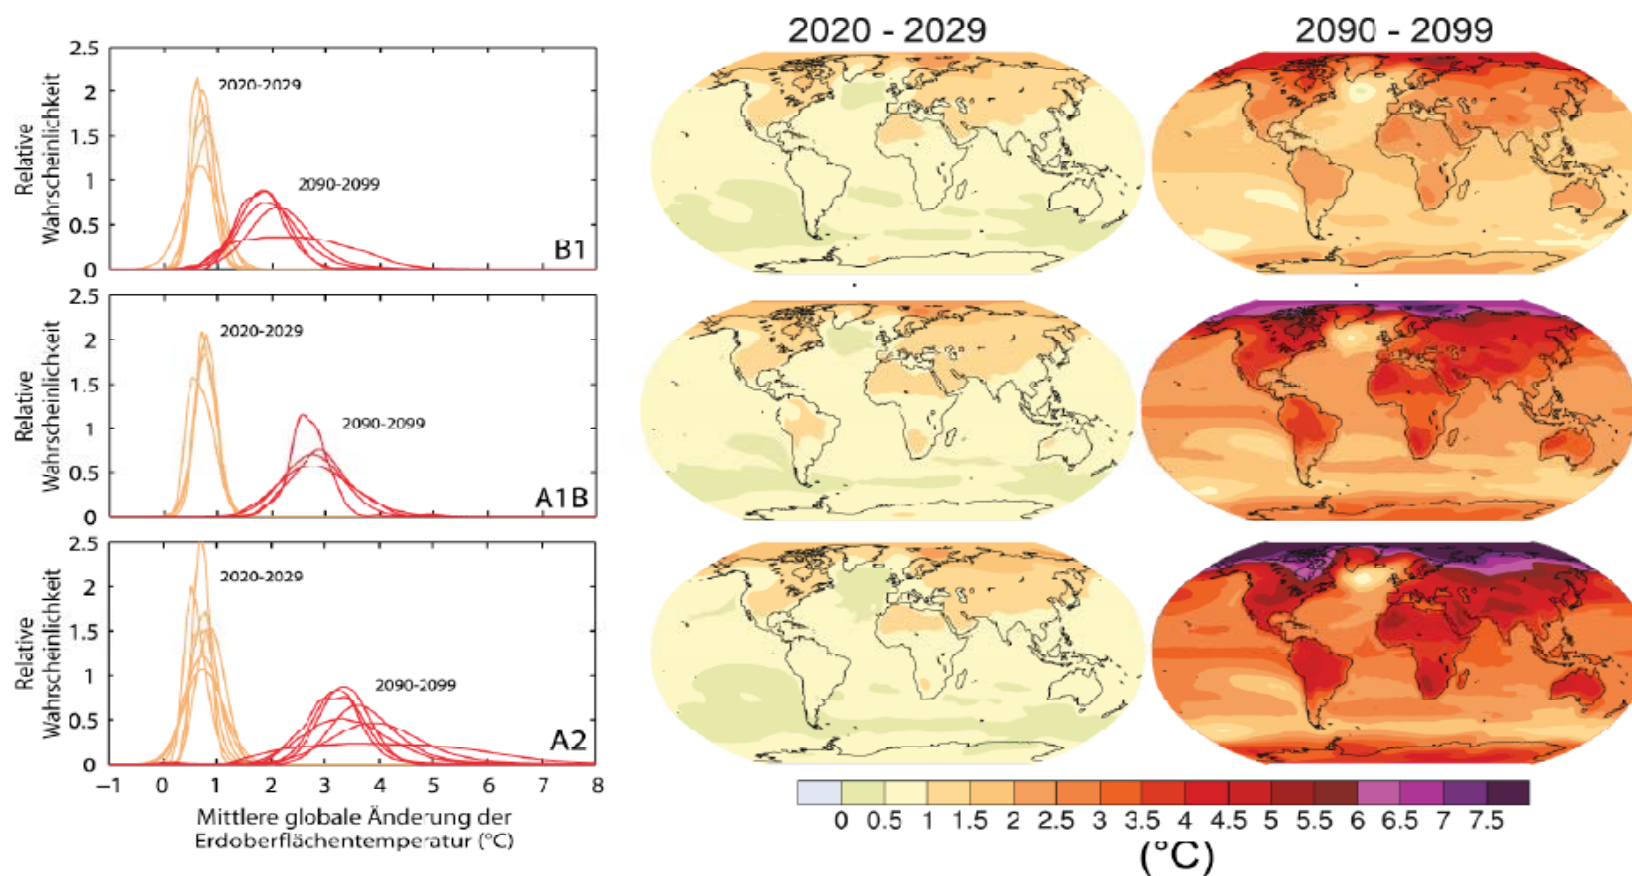 2020 - 2029
2090 - 2099
2.5
2
1.5
1
0.5
0
Relative
Wahrscheinlichkeit
2020-2029
2090-2099
B1
2.5
2
1.5
1
0.5
0
Relative
Wahrscheinlichkeit
2020-2029
2090-2099
A1B
2.5
2
1.5
1
0.5
0
Relative
Wahrscheinlichkeit
2020-2029
2090-2099
A2
−1 0 1 2 3 4 5 6 7 8
Mittlere globale Änderung der
Erdoberflächentemperatur (°C)
0 0.5 1 1.5 2 2.5 3 3.5 4 4.5 5 5.5 6 6.5 7 7.5
(°C)